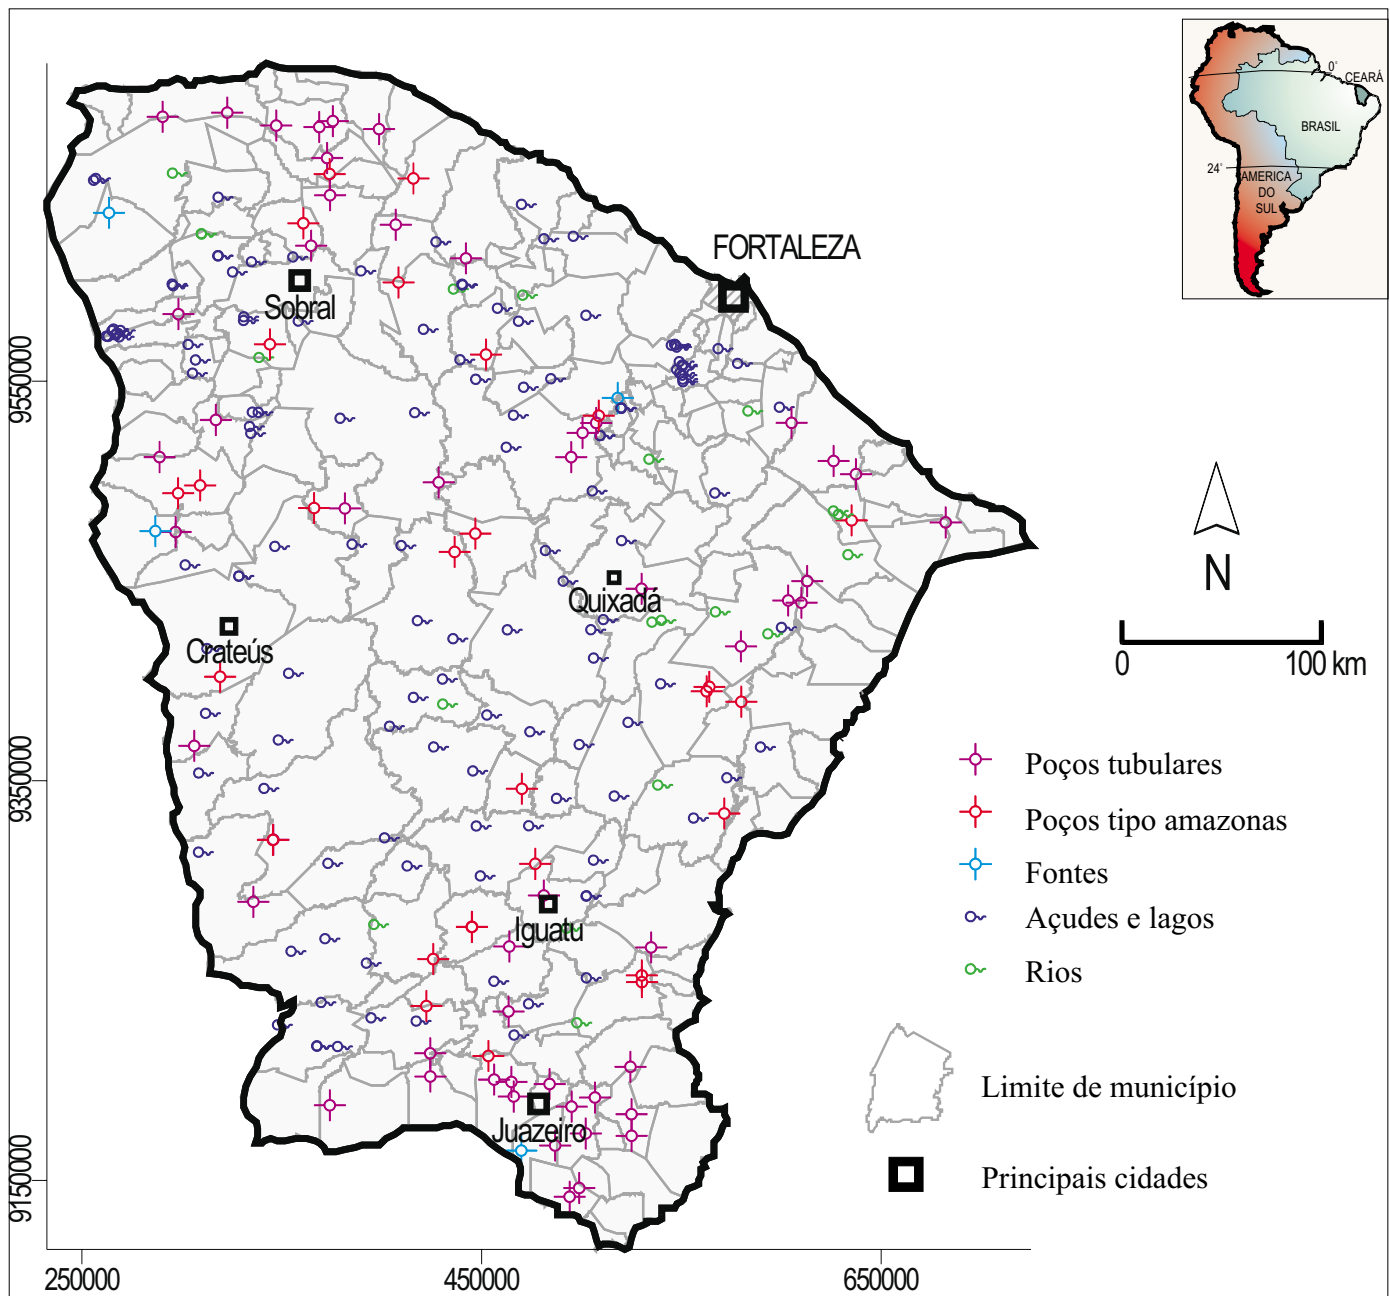 0°
CEARÁ
BRASIL
24°
AMERICA
DO
SUL
FORTALEZA
Sobral
9550000
Quixadá
N
Crateús
0
100 km
9350000
Poços tubulares
Poços tipo amazonas
Fontes
Açudes e lagos
Iguatu
Rios
Limite de município
Juazeiro
9150000
Principais cidades
250000
450000
650000